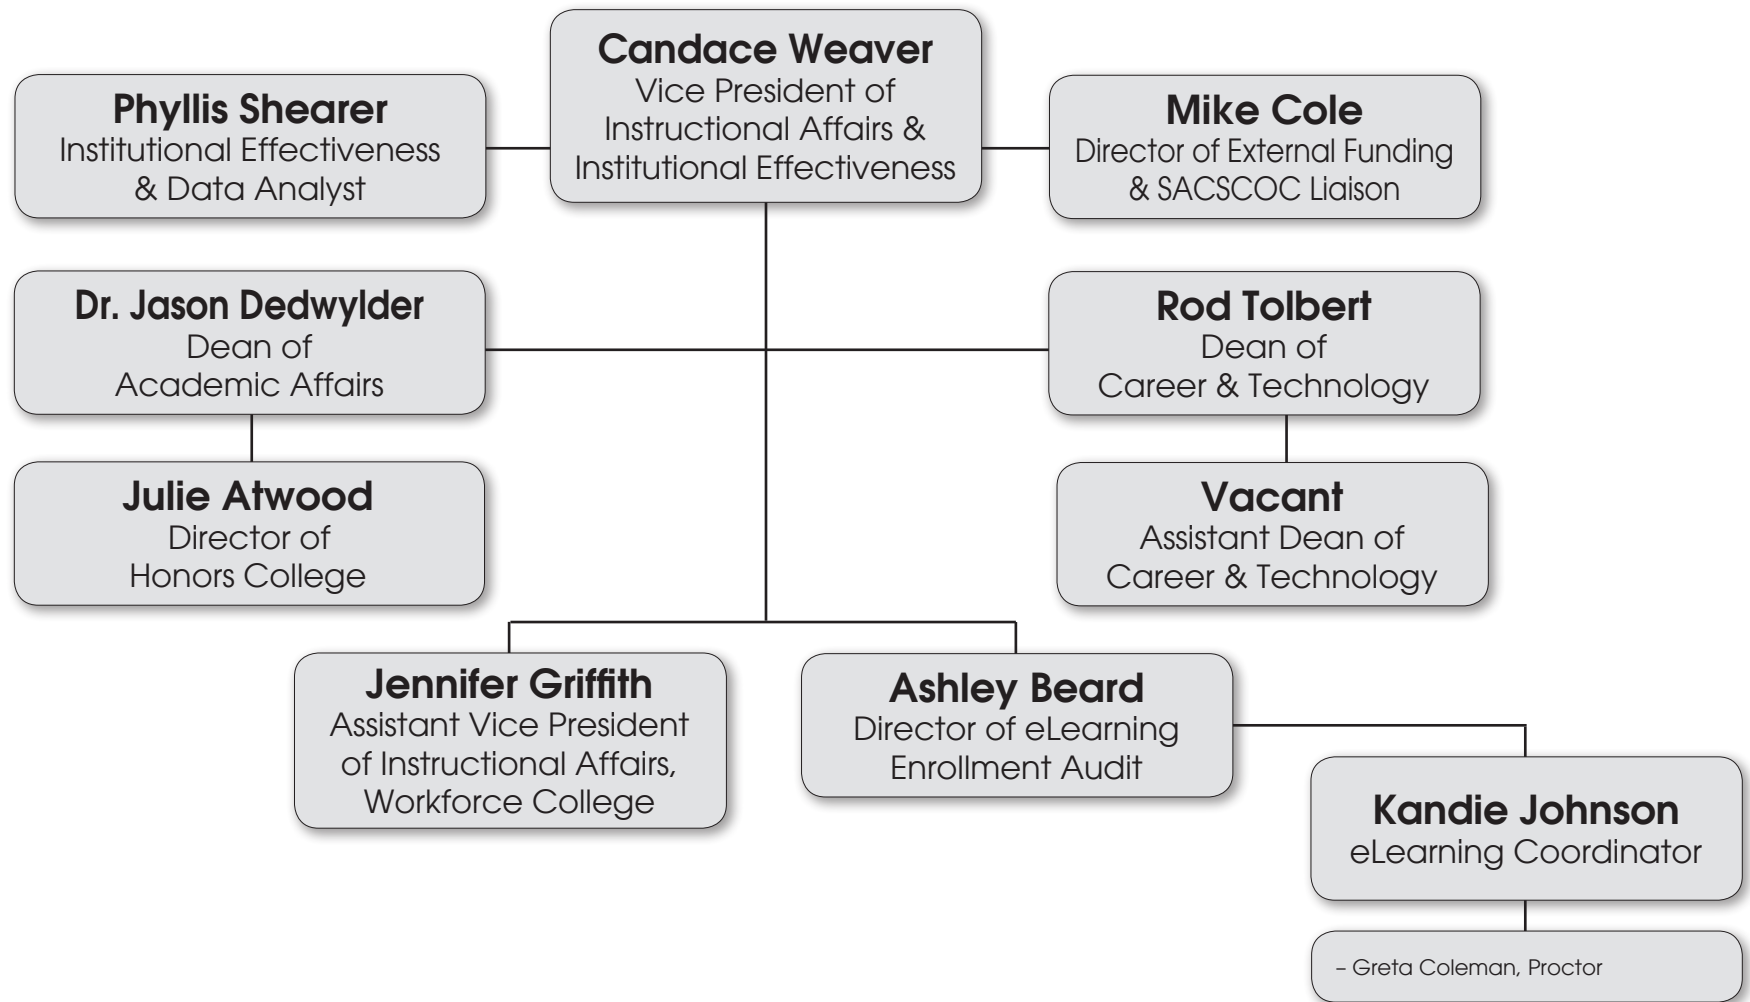 Candace Weaver
Vice President of
Instructional Affairs &
Institutional Effectiveness
Phyllis Shearer
Institutional Effectiveness
& Data Analyst
Mike Cole
Director of External Funding
& SACSCOC Liaison
Dr. Jason Dedwylder
Dean of
Academic Affairs
Rod Tolbert
Dean of
Career & Technology
Julie Atwood
Director of
Honors College
Vacant
Assistant Dean of
Career & Technology
Jennifer Griffith
Assistant Vice President
of Instructional Affairs,
Workforce College
Ashley Beard
Director of eLearning
Enrollment Audit
Kandie Johnson
eLearning Coordinator
– Greta Coleman, Proctor